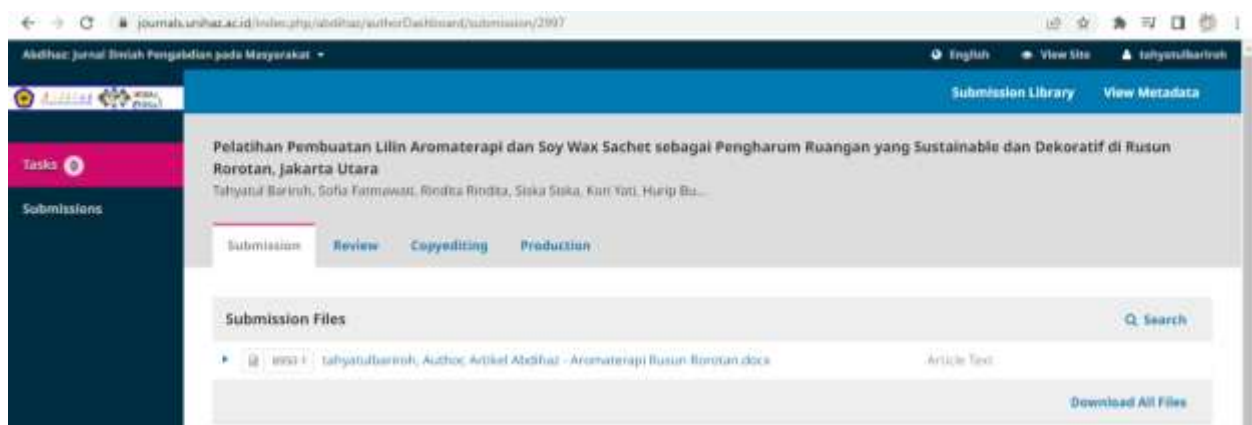 journals.unihaz.ac.id/index.php/abdihaz/authorDashboard/submission/2997
Abdihaz: Jurnal Ilmiah Pengabdian pada Masyarakat
English View Site tahyatulbariroh
Submission Library View Metadata
Tasks 0
Submissions
Pelatihan Pembuatan Lilin Aromaterapi dan Soy Wax Sachet sebagai Pengharum Ruangan yang Sustainable dan Dekoratif di Rusun
Rorotan, Jakarta Utara
Tahyatul Bariroh, Sofia Fatmawati, Rindita Rindita, Siska Siska, Kori Yati, Hurip Bu...
Submission Review Copyediting Production
Submission Files
Search
tahyatulbariroh, Author, Artikel Abdihaz - Aromaterapi Rusun Rorotan.docx
Article Text
Download All Files